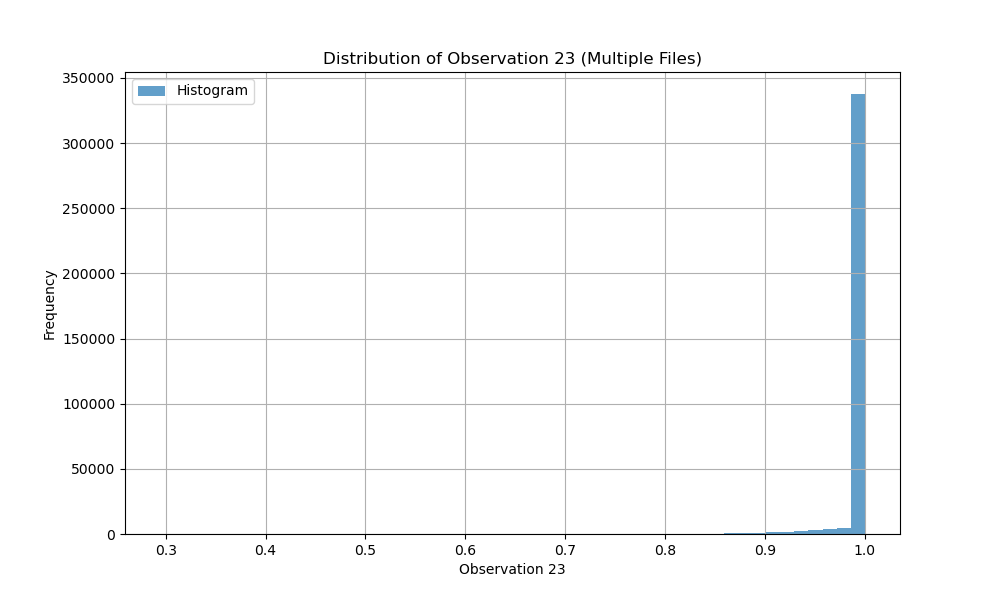 Distribution of Observation 23 (Multiple Files)
Histogram
350000
300000
250000
200000
150000
100000
50000
0
Frequency
0.3 0.4 0.5 0.6 0.7 0.8 0.9 1.0
Observation 23